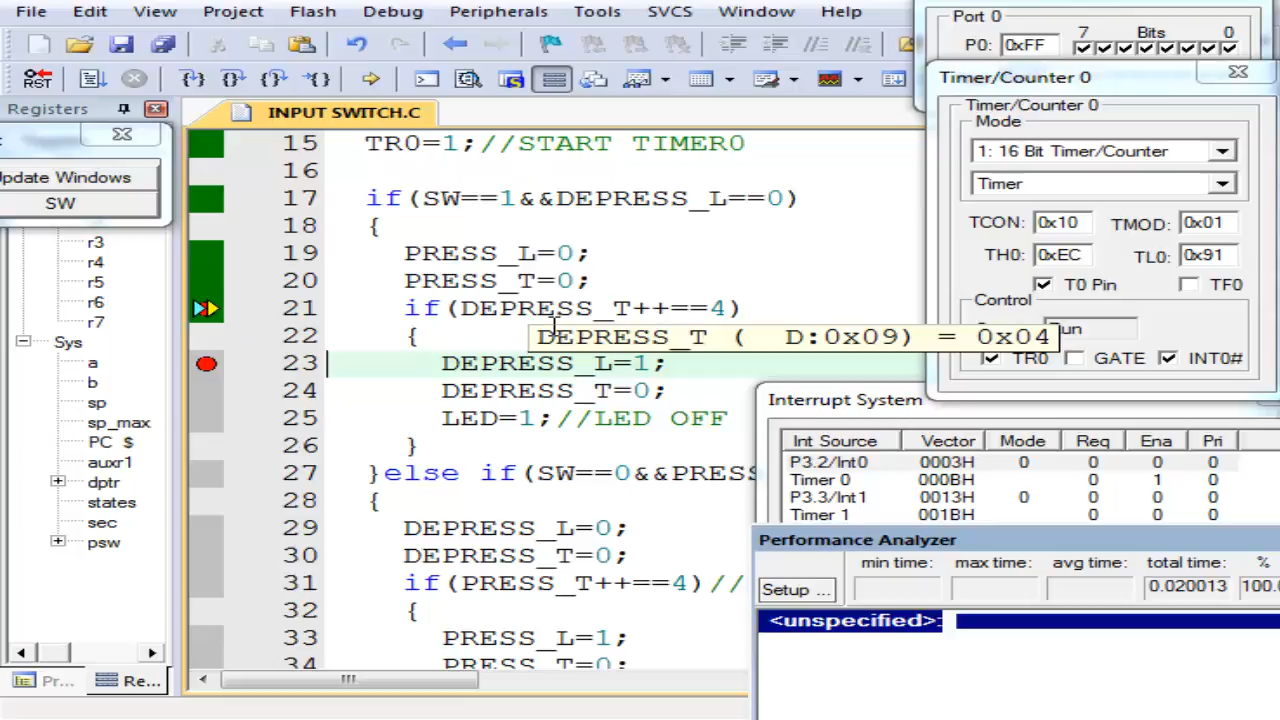 File Edit View Project Flash Debug Peripherals Tools SVCS Window Help
Port 0
7 Bits 0
P0: 0xFF
RST
Registers
INPUT SWITCH.C
Timer/Counter 0
Timer/Counter 0
Mode
1: 16 Bit Timer/Counter
Timer
TCON: 0x10 TMOD: 0x01
TH0: 0xEC TL0: 0x91
T0 Pin TF0
Control
TR0 GATE INT0#
Update Windows
SW
r3
r4
r5
r6
r7
Sys
a
b
sp
sp_max
PC $
auxr1
dptr
states
sec
psw
Pr... Re...
15 TR0=1;//START TIMER0
16
17 if(SW==1&&DEPRESS_L==0)
18 {
19 PRESS_L=0;
20 PRESS_T=0;
21 if(DEPRESS_T++==4)
22 {
DEPRESS_T ( D:0x09) = 0x04
23 DEPRESS_L=1;
24 DEPRESS_T=0;
25 LED=1;//LED OFF
26 }
27 }else if(SW==0&&PRESS
28 {
29 DEPRESS_L=0;
30 DEPRESS_T=0;
31 if(PRESS_T++==4)//
32 {
33 PRESS_L=1;
34 PRESS_T=0;
Interrupt System
Int Source Vector Mode Req Ena Pri
P3.2/Int0 0003H 0 0 0 0
Timer 0 000BH 0 1 0
P3.3/Int1 0013H 0 0 0 0
Timer 1 001BH 0 0 0
Performance Analyzer
min time: max time: avg time: total time: %
Setup ... 0.020013 100.
<unspecified>: